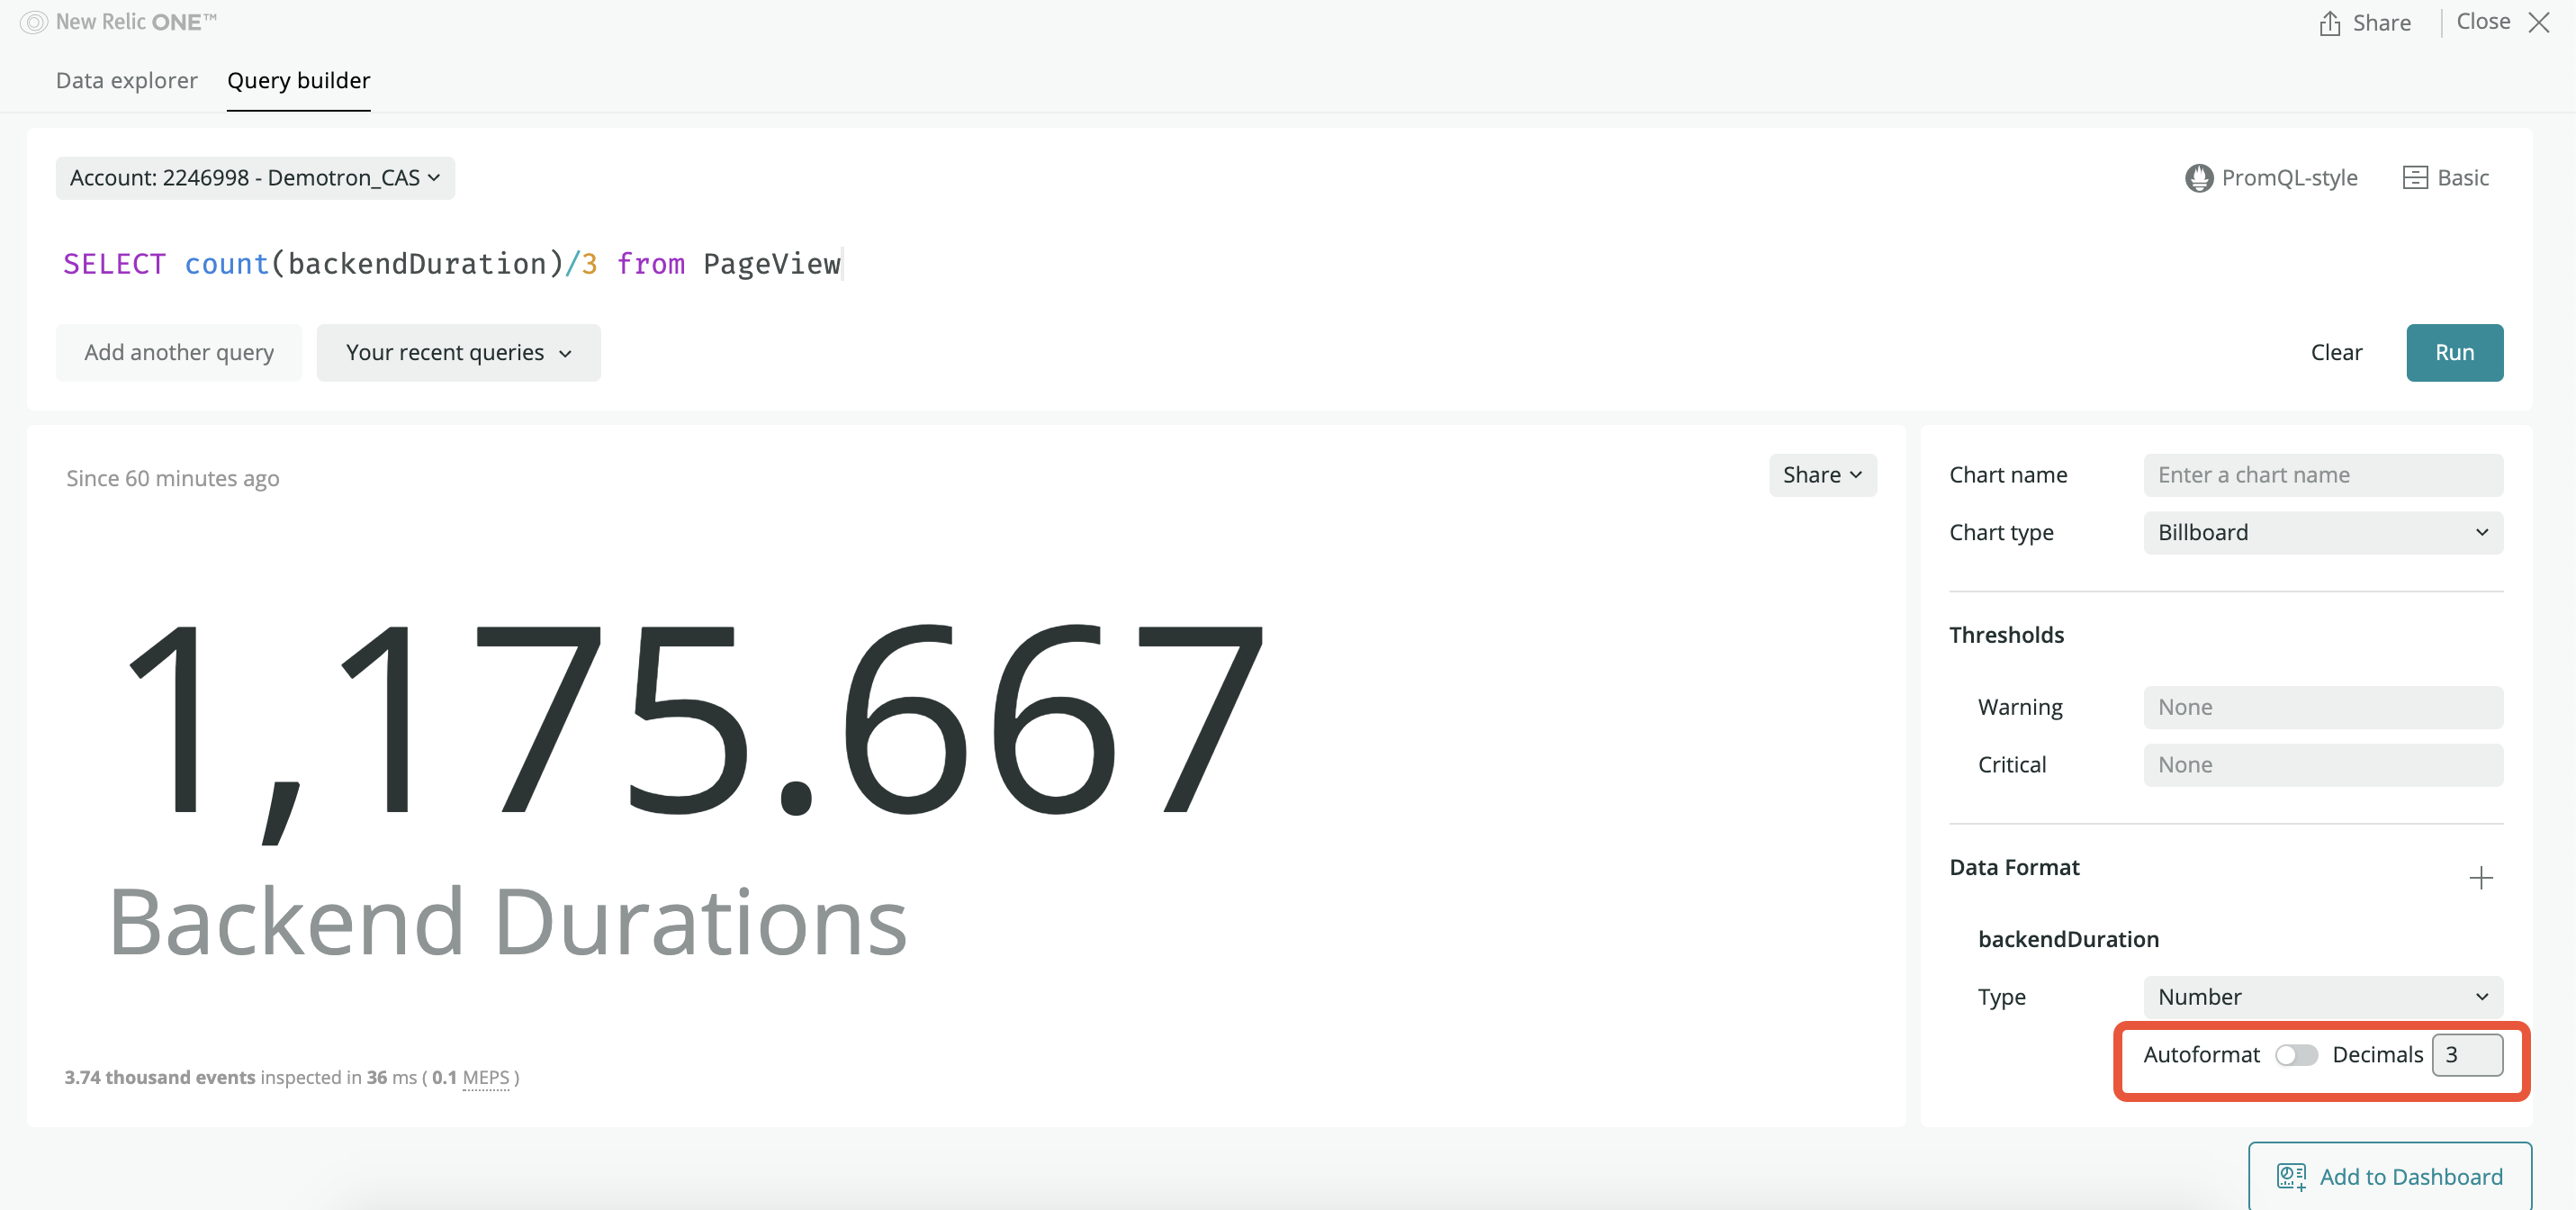 New Relic ONE™
Share
Close
Data explorer
Query builder
Account: 2246998 - Demotron_CAS
PromQL-style
Basic
SELECT count(backendDuration)/3 from PageView
Add another query
Your recent queries
Clear
Run
Since 60 minutes ago
Share
1,175.667
Backend Durations
3.74 thousand events inspected in 36 ms ( 0.1 MEPS )
Chart name
Enter a chart name
Chart type
Billboard
Thresholds
Warning
None
Critical
None
Data Format
backendDuration
Type
Number
Autoformat
Decimals
3
Add to Dashboard